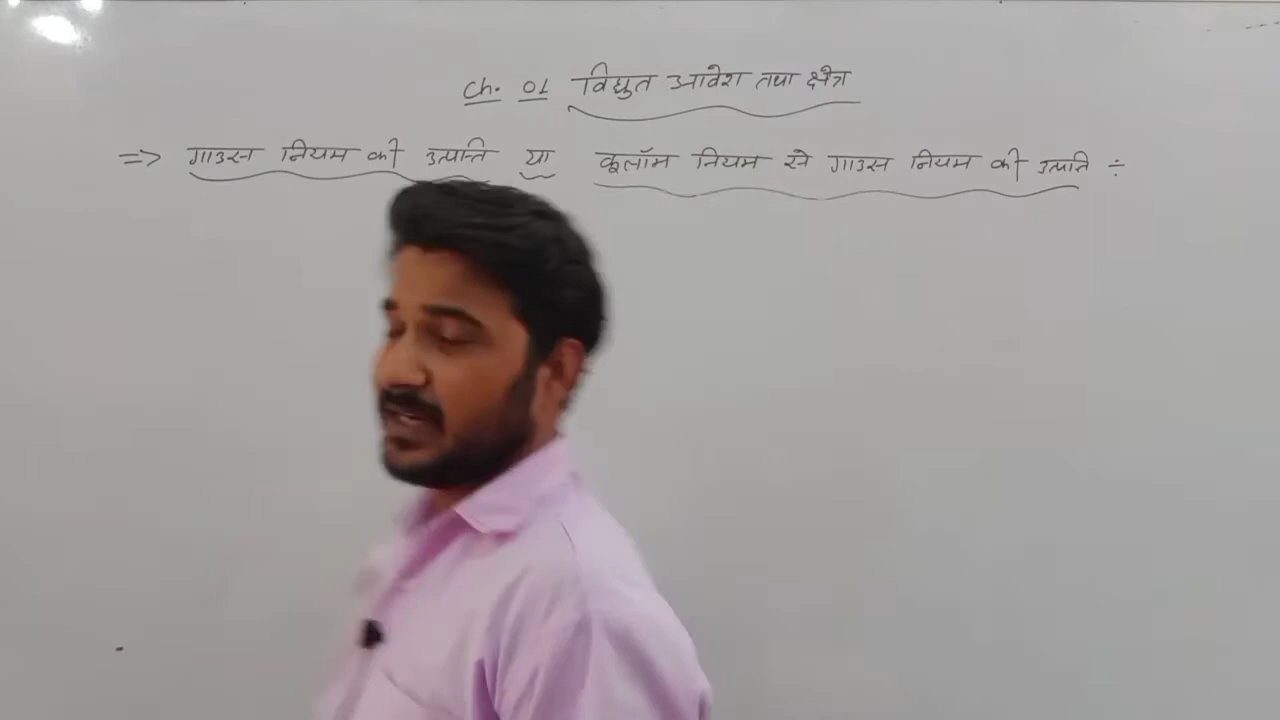 Ch. 01 विद्युत आवेश तथा क्षेत्र
=> गाउस नियम की उत्पत्ति या कूलॉम नियम से गाउस नियम की उत्पत्ति ÷